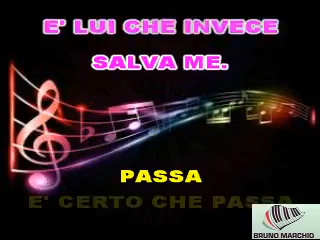 E' LUI CHE INVECE
SALVA ME.
PASSA
E' CERTO CHE PASSA
BRUNO MARCHIO